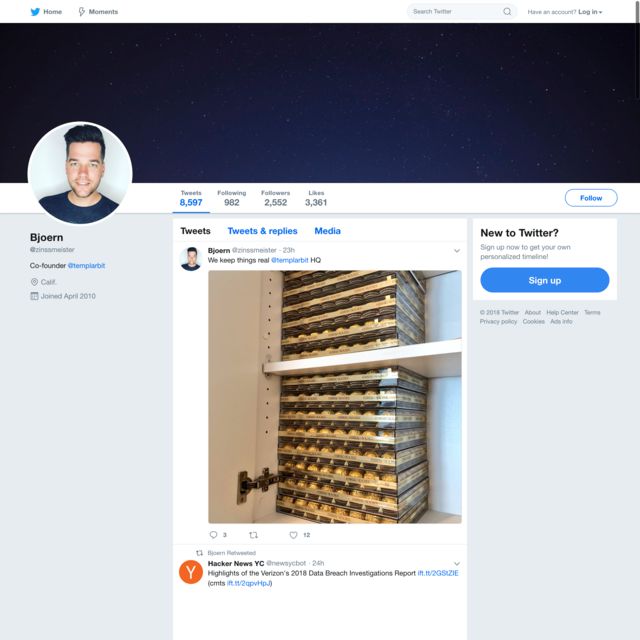 Home
Moments
Search Twitter
Have an account? Log in
Tweets
8,597
Following
982
Followers
2,552
Likes
3,361
Follow
Bjoern
@zinssmeister
Co-founder @templarbit
Calif.
Joined April 2010
Tweets Tweets & replies Media
Bjoern @zinssmeister · 23h
We keep things real @templarbit HQ
3
12
Bjoern Retweeted
Hacker News YC @newsycbot · 24h
Highlights of the Verizon's 2018 Data Breach Investigations Report ift.tt/2GStZlE
(cmts ift.tt/2qpvHpJ)
New to Twitter?
Sign up now to get your own
personalized timeline!
Sign up
© 2018 Twitter About Help Center Terms
Privacy policy Cookies Ads info